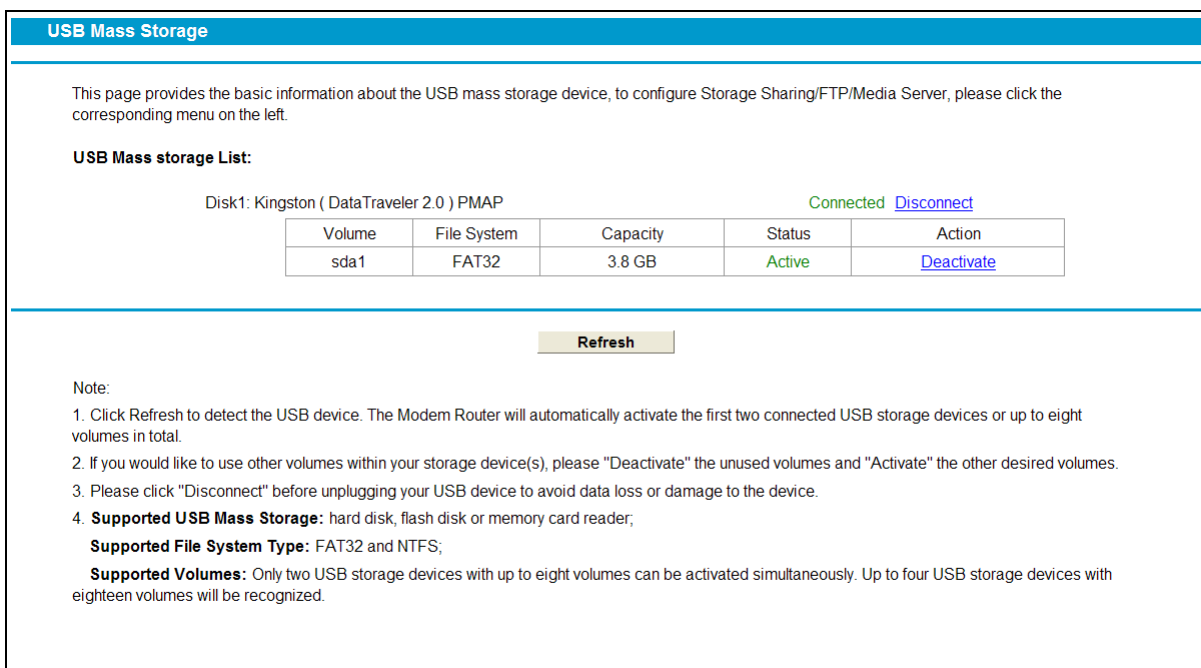 USB Mass Storage
This page provides the basic information about the USB mass storage device, to configure Storage Sharing/FTP/Media Server, please click the
corresponding menu on the left.
USB Mass storage List:
Disk1: Kingston ( DataTraveler 2.0 ) PMAP Connected Disconnect
Volume File System Capacity Status Action
sda1 FAT32 3.8 GB Active Deactivate
Refresh
Note:
1. Click Refresh to detect the USB device. The Modem Router will automatically activate the first two connected USB storage devices or up to eight
volumes in total.
2. If you would like to use other volumes within your storage device(s), please "Deactivate" the unused volumes and "Activate" the other desired volumes.
3. Please click "Disconnect" before unplugging your USB device to avoid data loss or damage to the device.
4. Supported USB Mass Storage: hard disk, flash disk or memory card reader;
Supported File System Type: FAT32 and NTFS;
Supported Volumes: Only two USB storage devices with up to eight volumes can be activated simultaneously. Up to four USB storage devices with
eighteen volumes will be recognized.